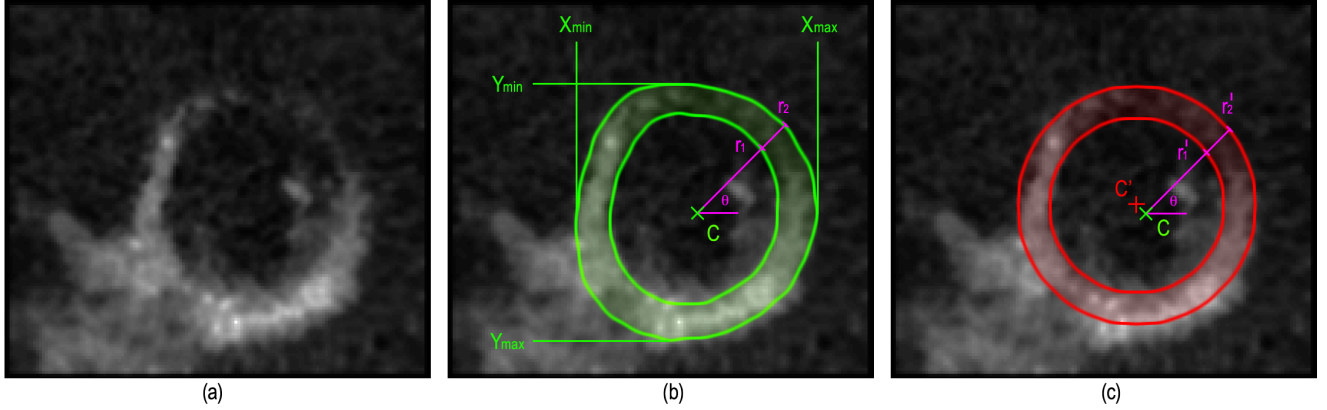 Xmin Xmax
Ymin
r2
r1
θ
C
Ymax
r2'
r1'
C'
θ
C
(a) (b) (c)